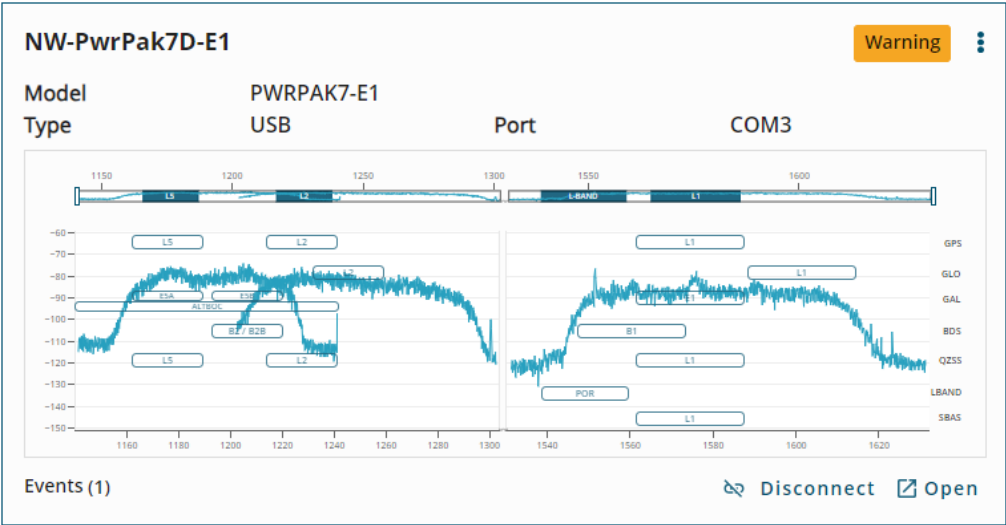 NW-PwrPak7D-E1 Warning
Model PWRPAK7-E1
Type USB Port COM3
1150 1200 1250 1300 1550 1600
L5 L2 L-BAND L1
−60
L5 L2 L1 GPS
−70
L2 L1 GLO
−80
−90 E5A E5B E1 GAL
ALTBOC
−100
B2 / B2B B1 BDS
−110
L5 L2 L1 QZSS
−120
−130
POR LBAND
−140
L1 SBAS
−150
1160 1180 1200 1220 1240 1260 1280 1300 1540 1560 1580 1600 1620
Events (1) Disconnect Open